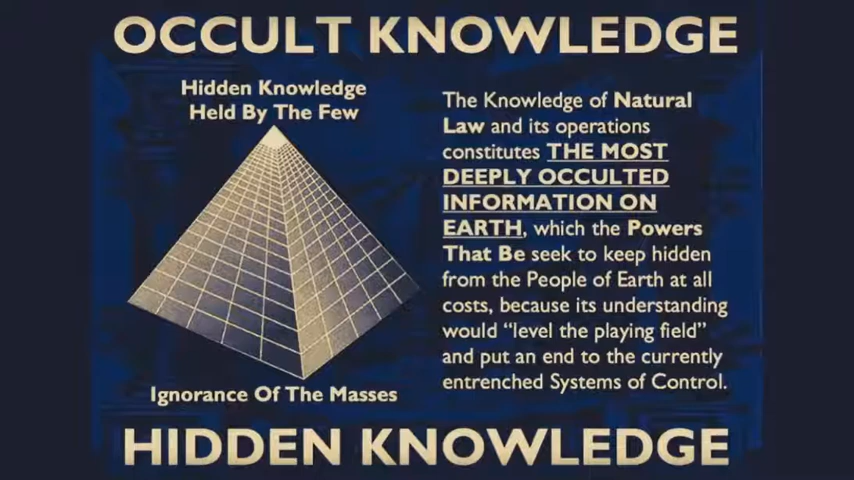 OCCULT KNOWLEDGE
Hidden Knowledge
Held By The Few
Ignorance Of The Masses
The Knowledge of Natural
Law and its operations
constitutes THE MOST
DEEPLY OCCULTED
INFORMATION ON
EARTH, which the Powers
That Be seek to keep hidden
from the People of Earth at all
costs, because its understanding
would “level the playing field”
and put an end to the currently
entrenched Systems of Control.
HIDDEN KNOWLEDGE